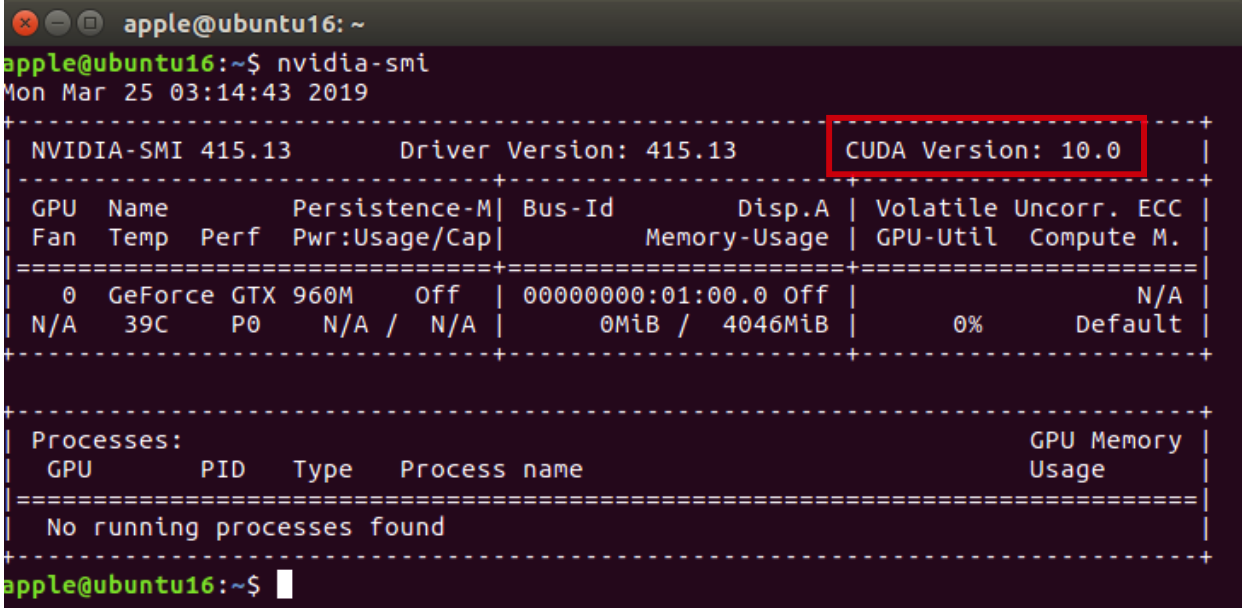 apple@ubuntu16: ~
apple@ubuntu16:~$ nvidia-smi
Mon Mar 25 03:14:43 2019
+-----------------------------------------------------------------------------+
| NVIDIA-SMI 415.13       Driver Version: 415.13       CUDA Version: 10.0     |
|-------------------------------+----------------------+----------------------+
| GPU  Name        Persistence-M| Bus-Id        Disp.A | Volatile Uncorr. ECC |
| Fan  Temp  Perf  Pwr:Usage/Cap|         Memory-Usage | GPU-Util  Compute M. |
|===============================+======================+======================|
|   0  GeForce GTX 960M    Off  | 00000000:01:00.0 Off |                  N/A |
| N/A   39C    P0    N/A /  N/A |      0MiB /  4046MiB |      0%      Default |
+-------------------------------+----------------------+----------------------+
+-----------------------------------------------------------------------------+
| Processes:                                                       GPU Memory |
|  GPU       PID   Type   Process name                             Usage      |
|=============================================================================|
|  No running processes found                                                 |
+-----------------------------------------------------------------------------+
apple@ubuntu16:~$